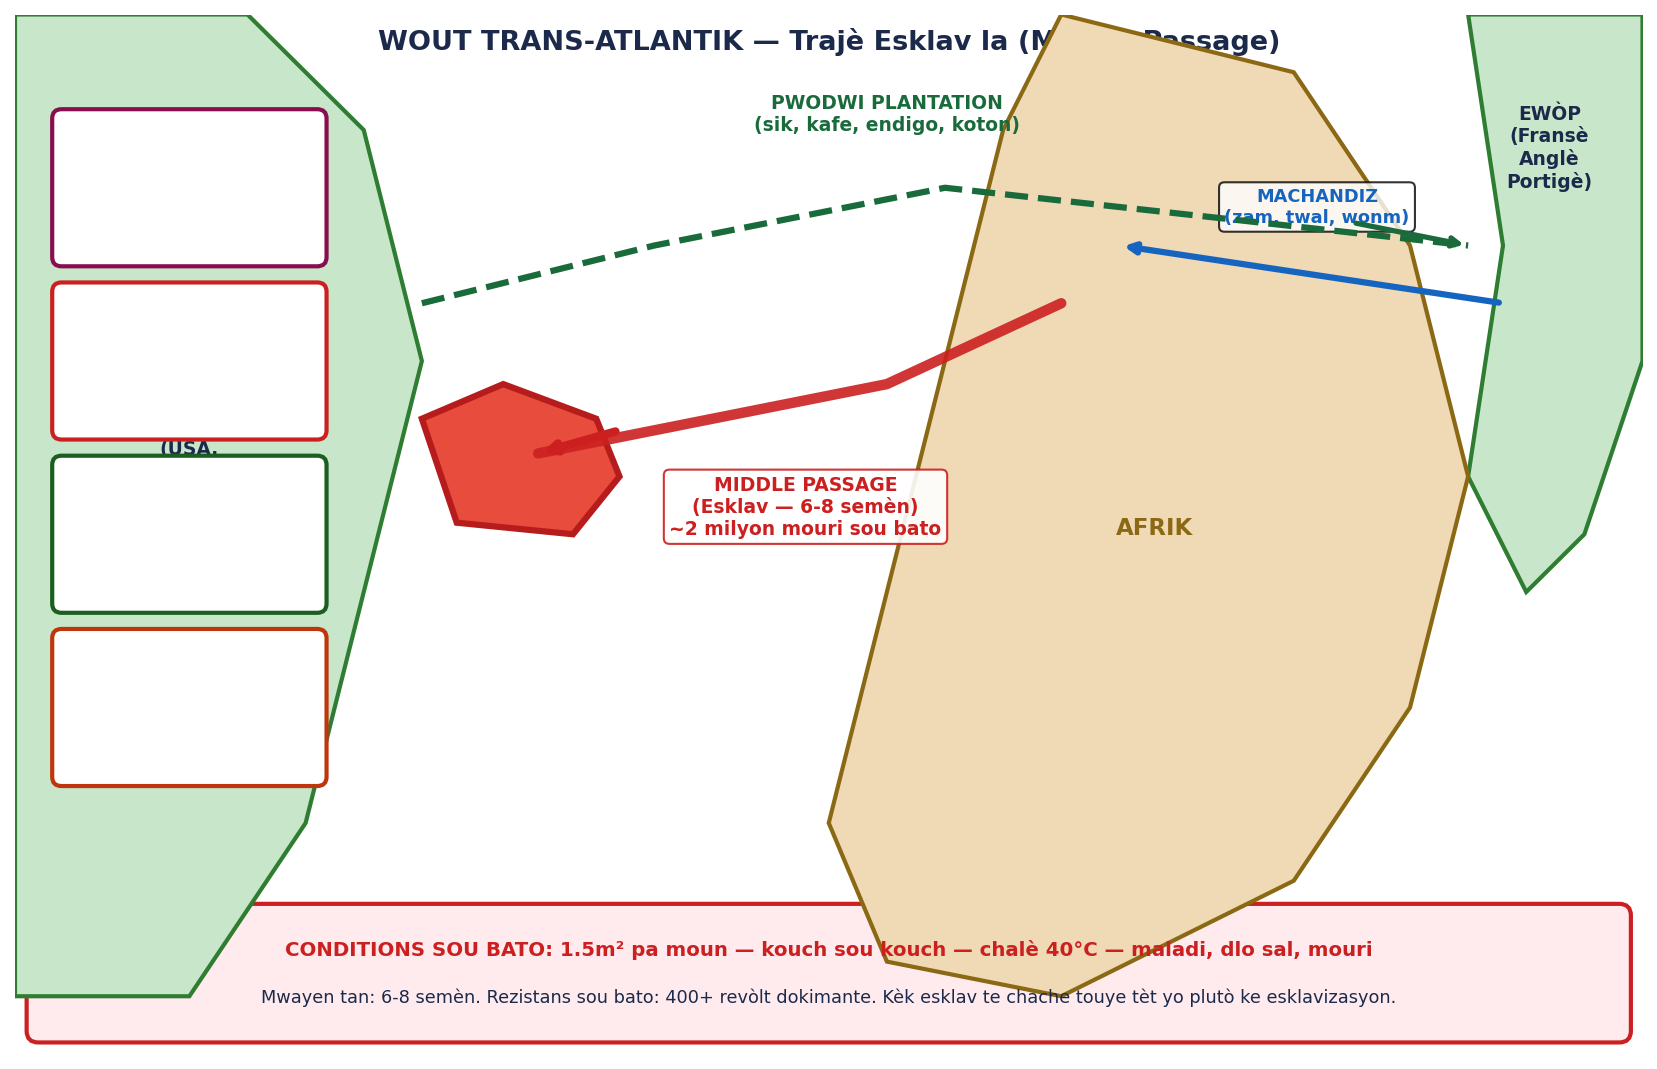 WOUT TRANS-ATLANTIK — Trajè Esklav la (M Passage)
PWODWI PLANTATION
(sik, kafe, endigo, koton)
EWÒP
(Fransè
Anglè
Portigè)
MACHANDIZ
(zam, twal, wonm)
(USA,
MIDDLE PASSAGE
(Esklav — 6-8 semèn)
~2 milyon mouri sou bato
AFRIK
CONDITIONS SOU BATO: 1.5m² pa moun — kouch sou kouch — chalè 40°C — maladi, dlo sal, mouri
Mwayen tan: 6-8 semèn. Rezistans sou bato: 400+ revòlt dokimante. Kèk esklav te chache touye tèt yo plutò ke esklavizasyon.